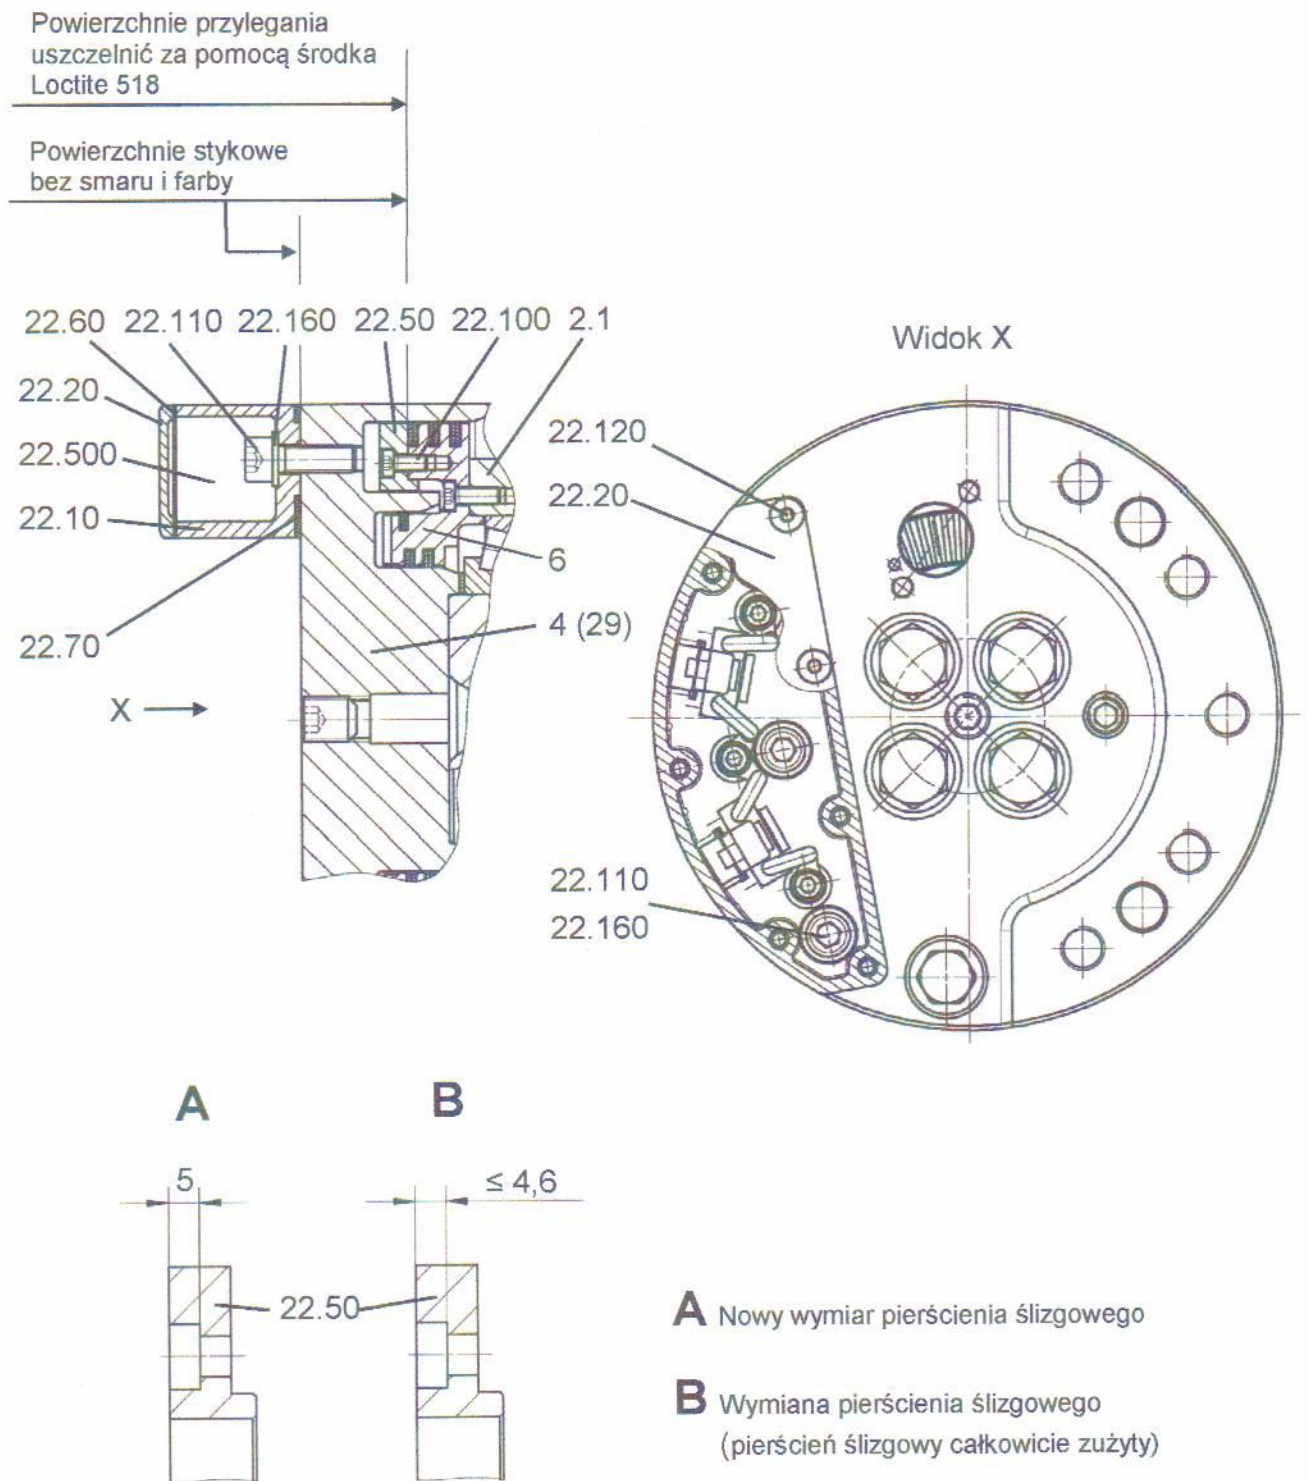 Powierzchnie przylegania
uszczelnić za pomocą środka
Loctite 518
Powierzchnie stykowe
bez smaru i farby
22.60 22.110 22.160 22.50 22.100 2.1
22.20
22.500
22.10
22.70
6
4 (29)
X
Widok X
22.120
22.20
22.110
22.160
A
B
5
≤ 4,6
22.50
A Nowy wymiar pierścienia ślizgowego
B Wymiana pierścienia ślizgowego
(pierścień ślizgowy całkowicie zużyty)